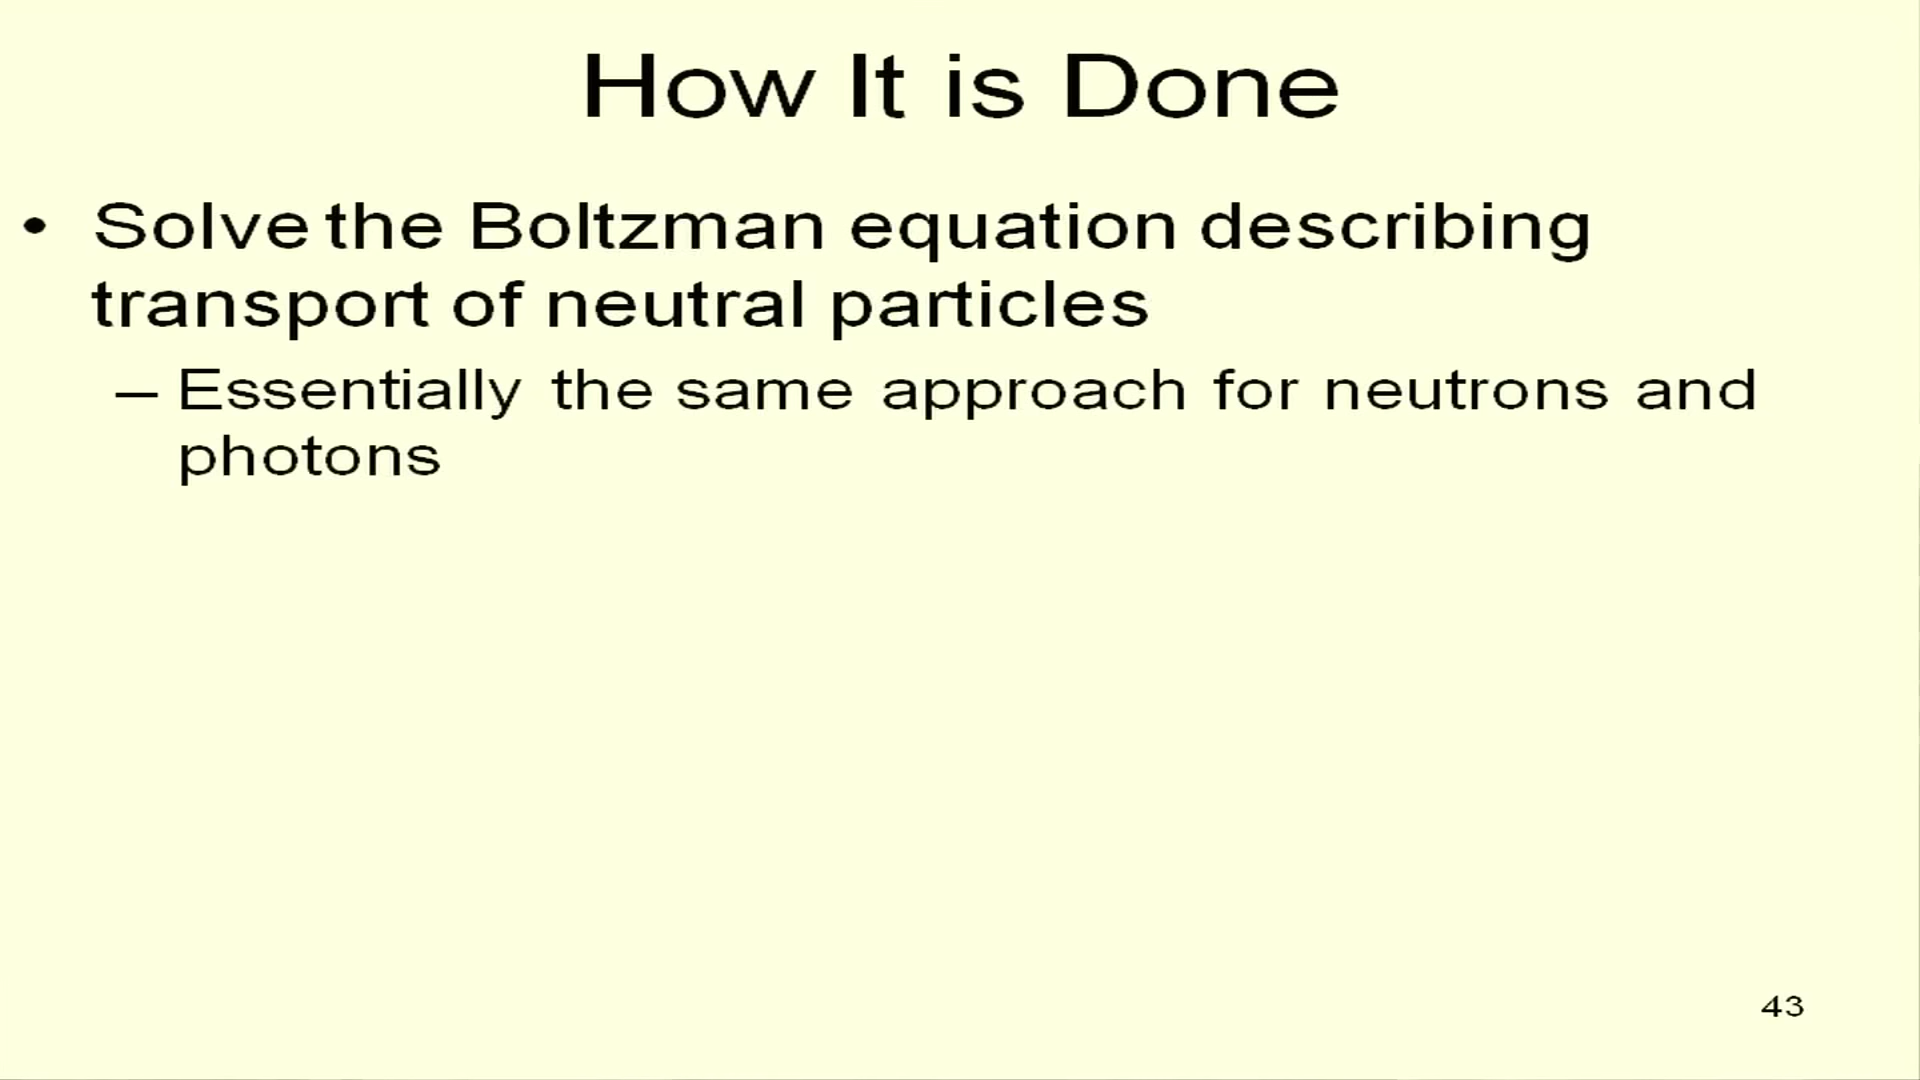 How It is Done
• Solve the Boltzman equation describing
transport of neutral particles
– Essentially the same approach for neutrons and
photons
43